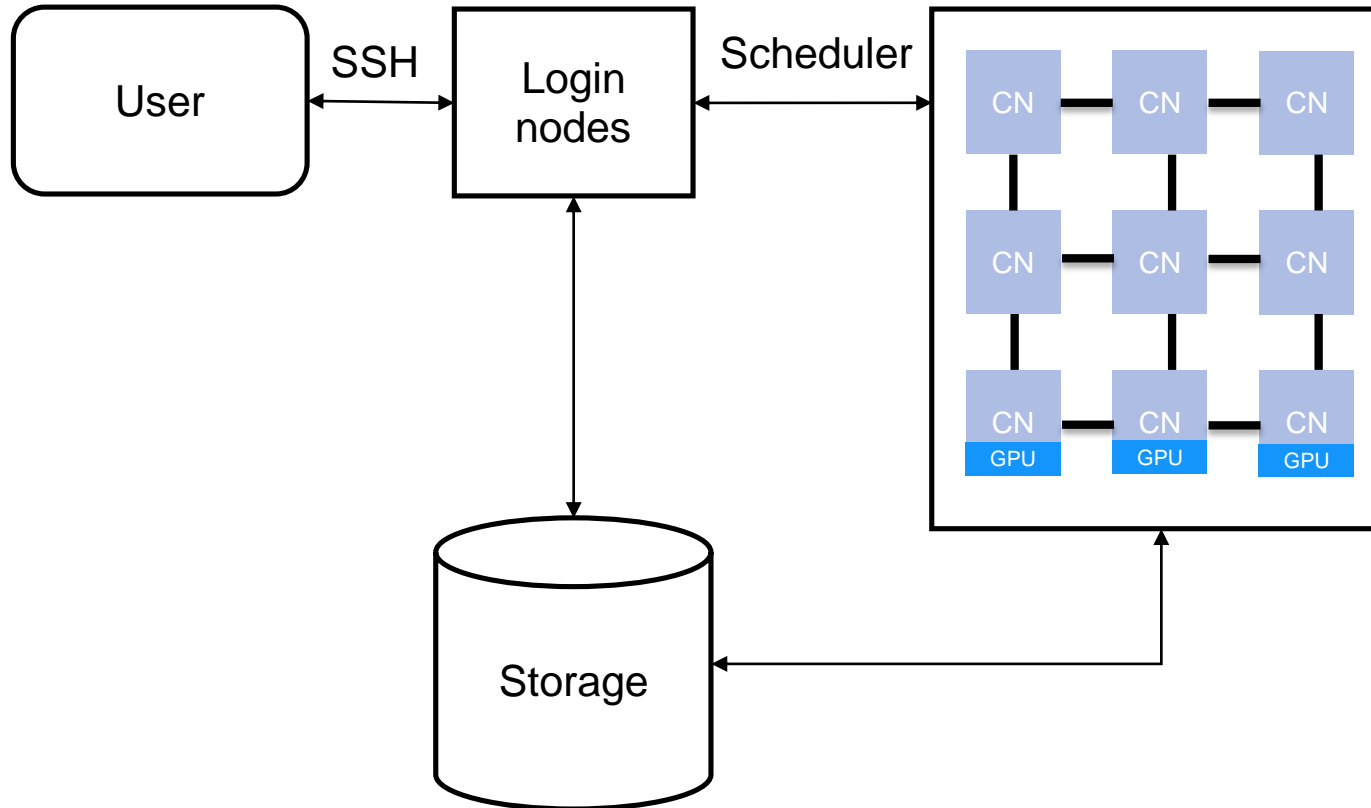 User
SSH
Login
nodes
Scheduler
CN
CN
CN
CN
CN
CN
CN
CN
CN
GPU
GPU
GPU
Storage